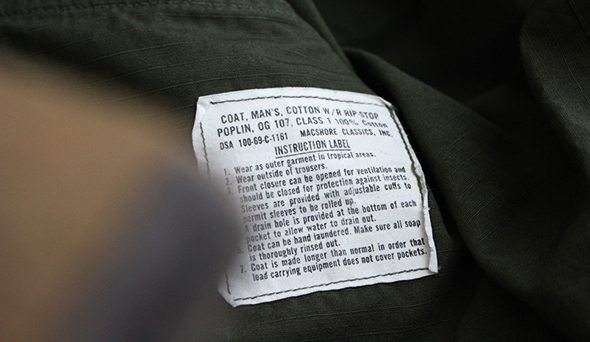 COAT, MAN'S, COTTON W/R RIP-STOP
POPLIN, OG 107, CLASS 1 100% Cotton
DSA 100-69-C-1161 MACSHORE CLASSICS, INC.
INSTRUCTION LABEL
1. Wear as outer garment in tropical areas.
2. Wear outside of trousers.
3. Front closure can be opened for ventilation and
should be closed for protection against insects.
Sleeves are provided with adjustable cuffs to
permit sleeves to be rolled up.
A drain hole is provided at the bottom of each
pocket to allow water to drain out.
Coat can be hand laundered. Make sure all soap
is thoroughly rinsed out.
7. Coat is made longer than normal in order that
load carrying equipment does not cover pockets.